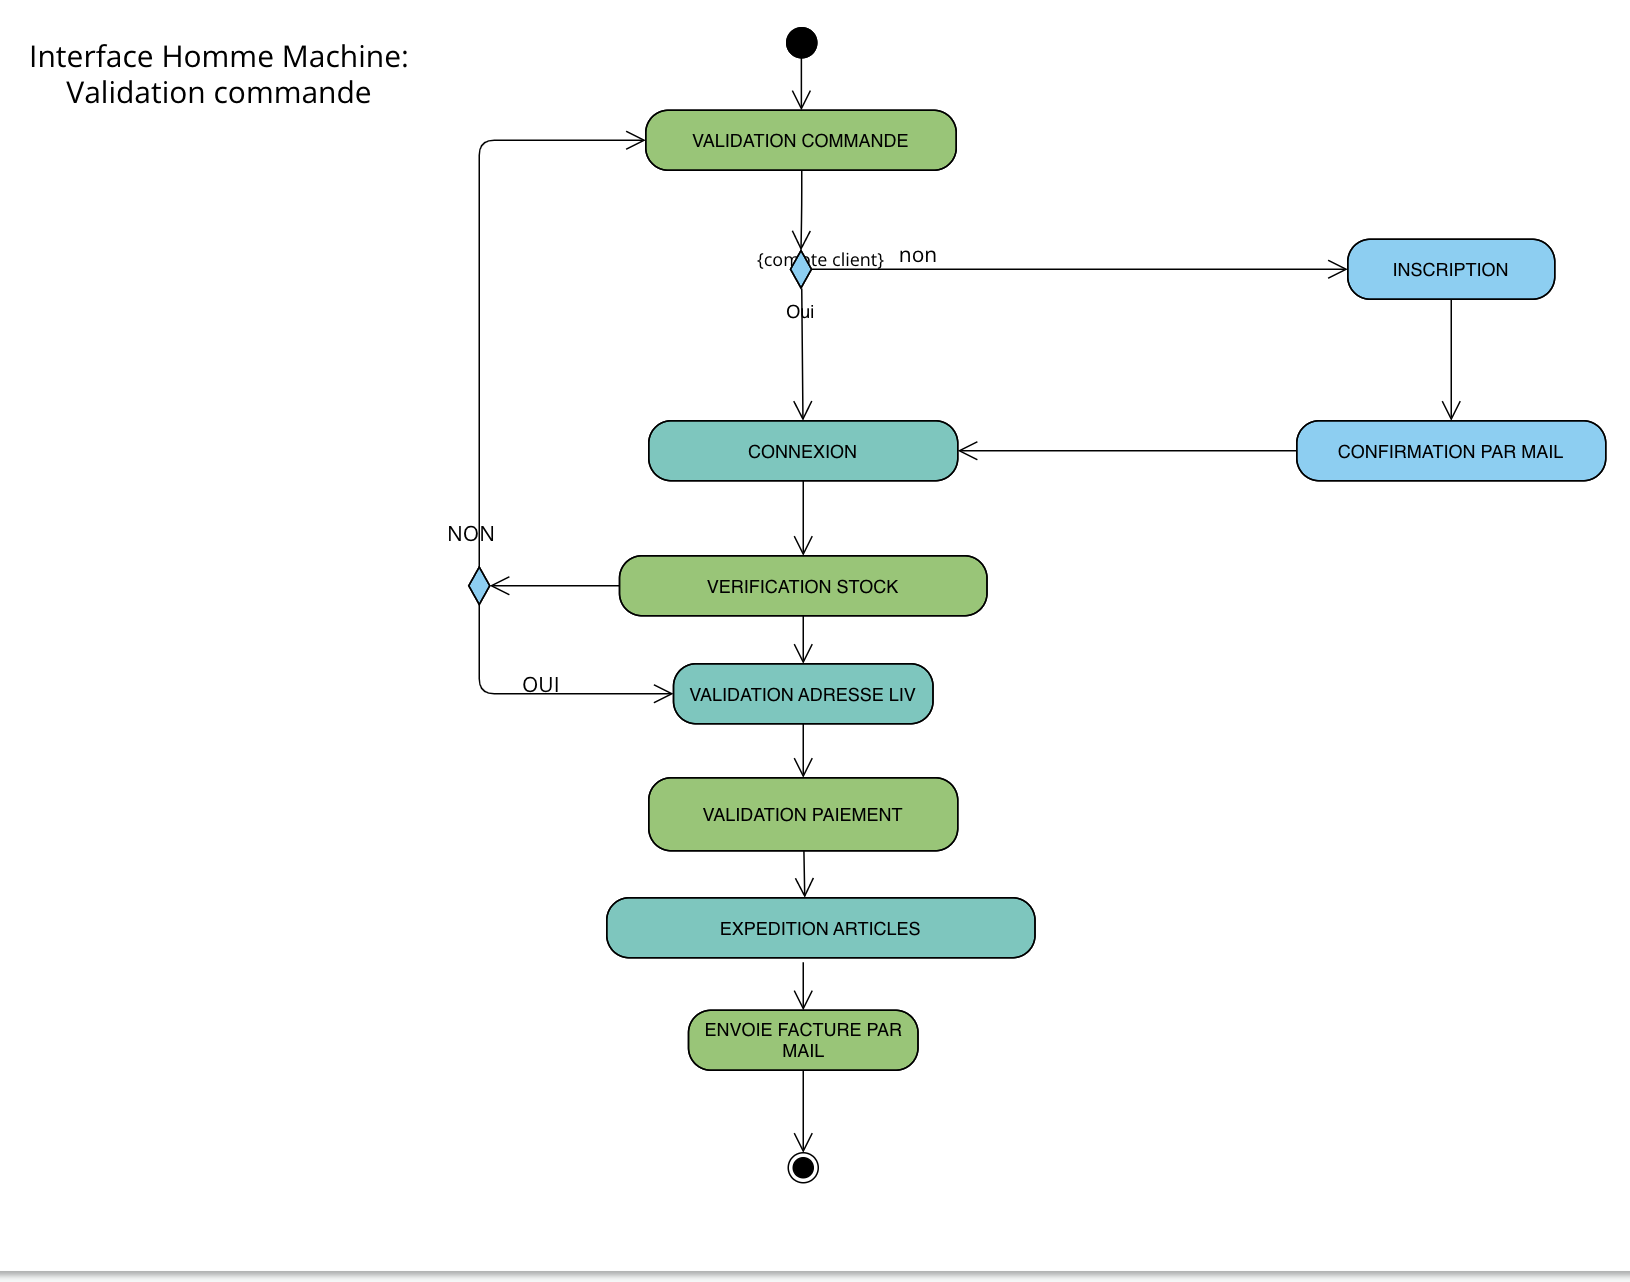 Interface Homme Machine:
Validation commande
VALIDATION COMMANDE
{compte client}
non
INSCRIPTION
Oui
CONNEXION
CONFIRMATION PAR MAIL
NON
VERIFICATION STOCK
OUI
VALIDATION ADRESSE LIV
VALIDATION PAIEMENT
EXPEDITION ARTICLES
ENVOIE FACTURE PAR
MAIL